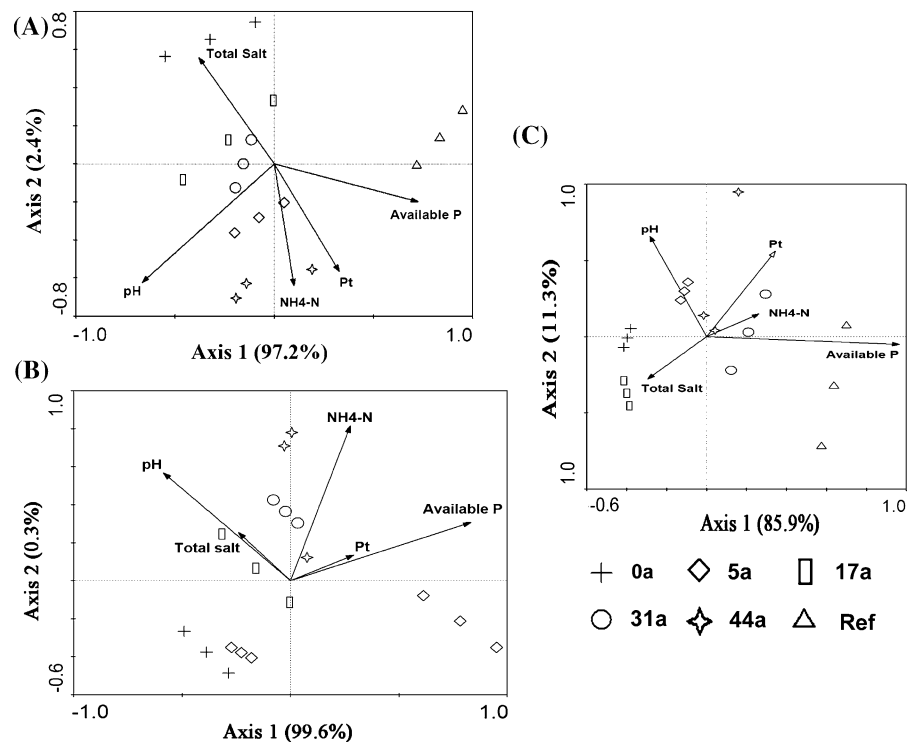 (A)
0.8
Total Salt
Available P
Pt
NH4-N
pH
Axis 2 (2.4%)
-0.8
-1.0
1.0
Axis 1 (97.2%)
(B)
1.0
NH4-N
pH
Available P
Total salt
Pt
Axis 2 (0.3%)
-0.6
-1.0
1.0
Axis 1 (99.6%)
(C)
1.0
pH
Pt
NH4-N
Available P
Total Salt
Axis 2 (11.3%)
1.0
-0.6
1.0
Axis 1 (85.9%)
0a 5a 17a
31a 44a Ref